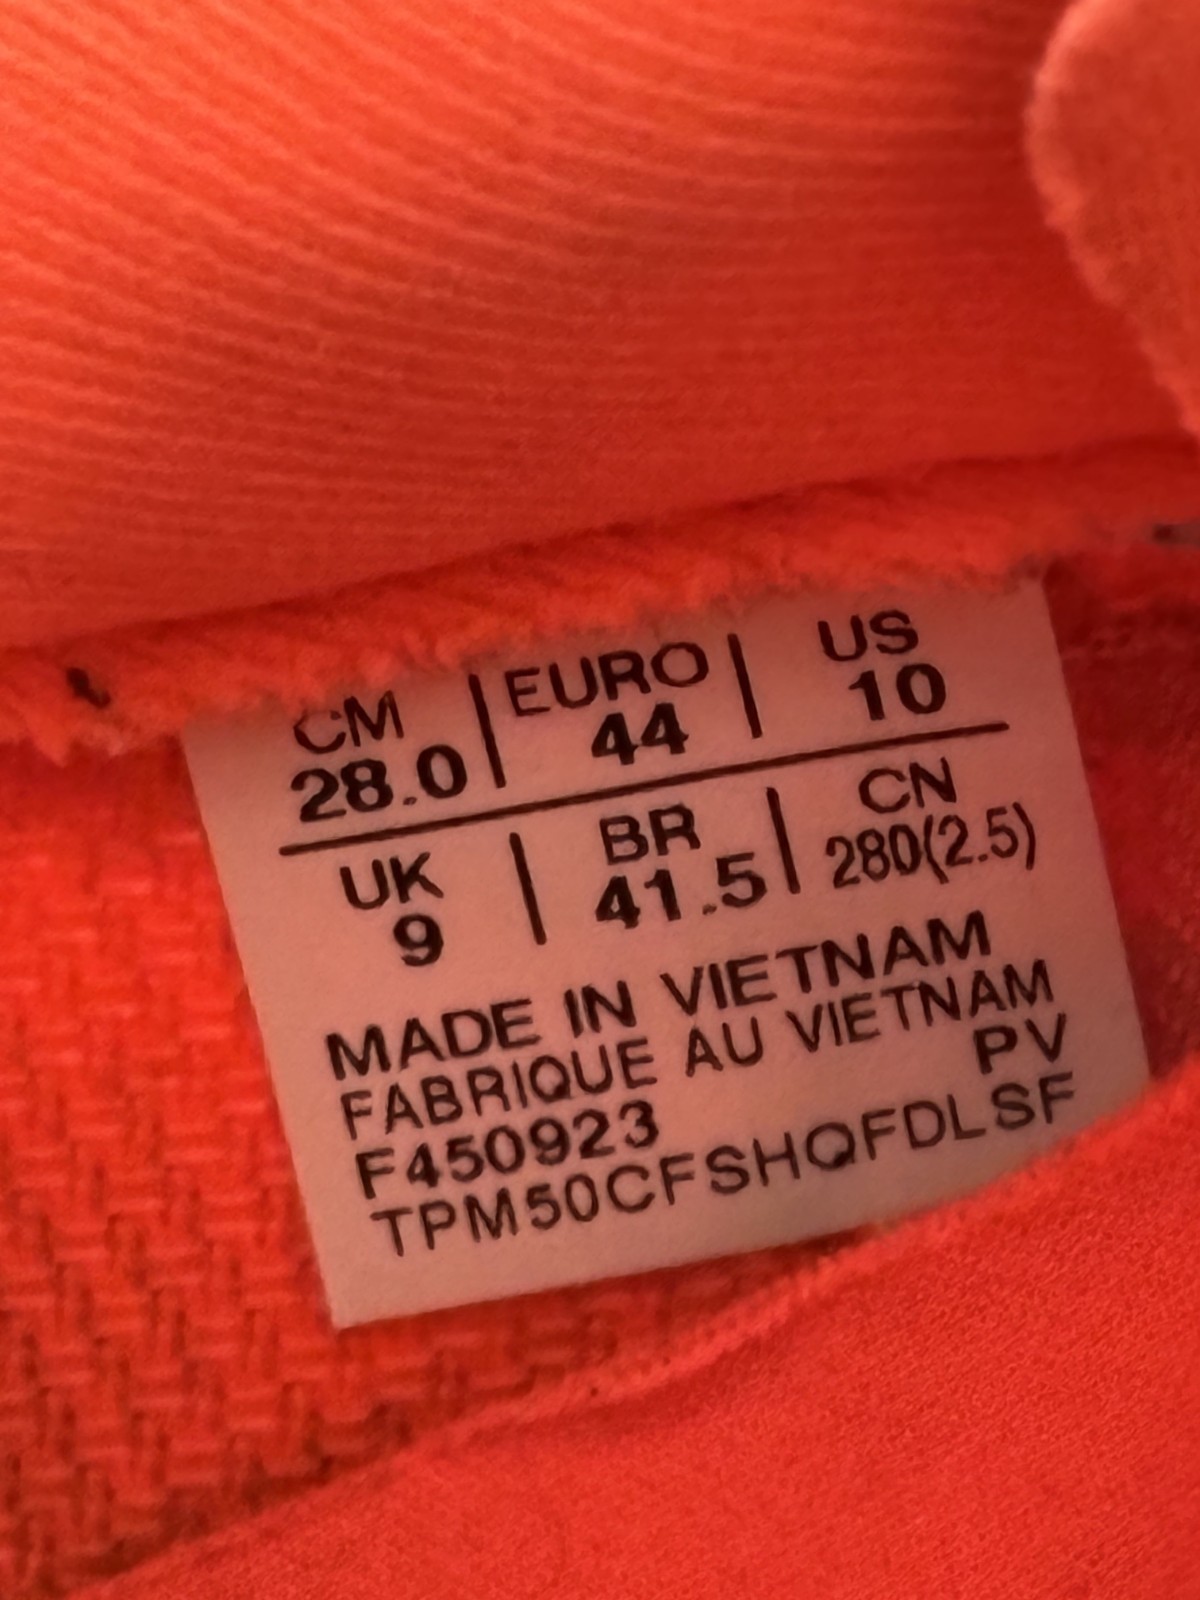 CM | EURO | US
28.0 | 44 | 10
UK | BR | CN
9 | 41.5 | 280(2.5)
MADE IN VIETNAM
FABRIQUE AU VIETNAM
PV
F450923
TPM50CFSHQFDLSF